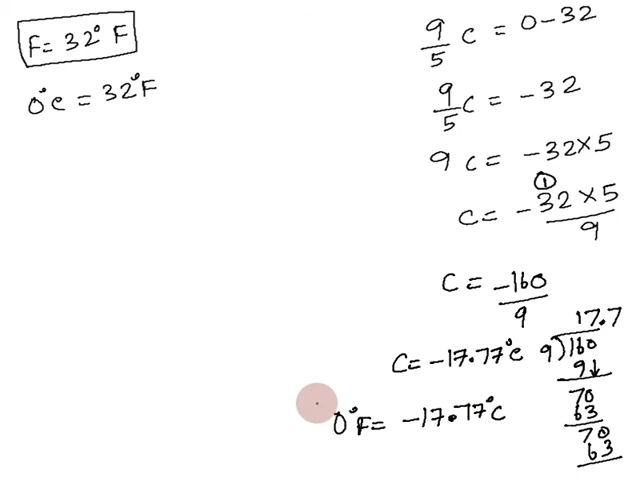 F = 32° F
0°C = 32°F
9/5 C = 0-32
9/5 C = -32
9 C = -32×5
①
C = -32×5/9
C = -160/9
C = -17.77°C
0°F = -17.77°C
17.7
9)160
9↓
70
63
70
63